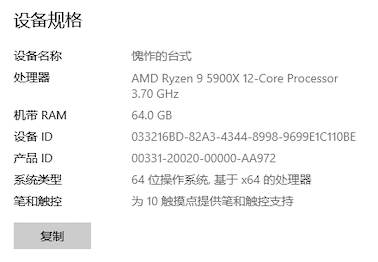 设备规格
设备名称 愧怍的台式
处理器 AMD Ryzen 9 5900X 12-Core Processor
3.70 GHz
机带 RAM 64.0 GB
设备 ID 033216BD-82A3-4344-8998-9699E1C110BE
产品 ID 00331-20020-00000-AA972
系统类型 64 位操作系统, 基于 x64 的处理器
笔和触控 为 10 触摸点提供笔和触控支持
复制